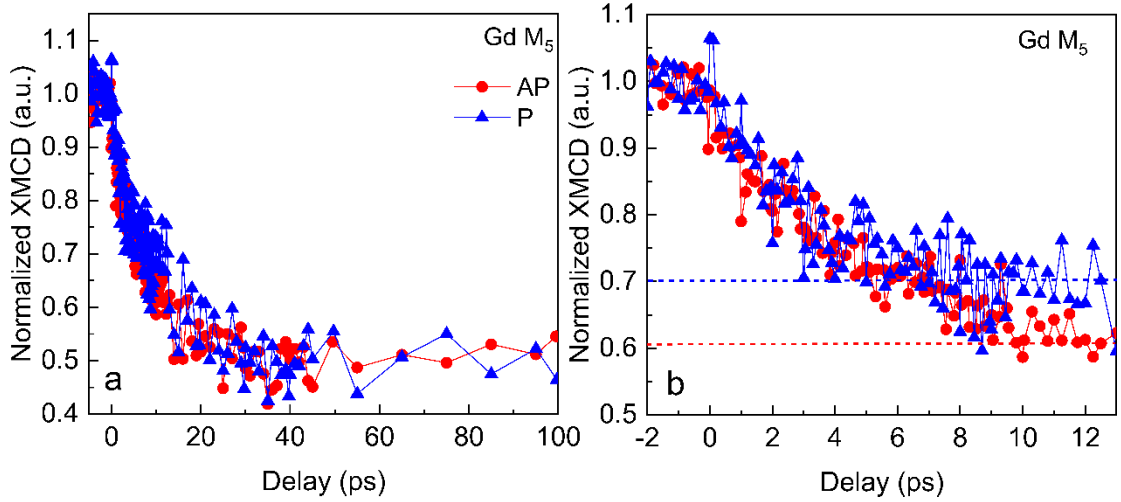 1.1
1.0
0.9
0.8
0.7
0.6
0.5
0.4
Normalized XMCD (a.u.)
Gd M5
AP
P
a
0 20 40 60 80 100
Delay (ps)
1.1
1.0
0.9
0.8
0.7
0.6
0.5
Normalized XMCD (a.u.)
Gd M5
b
-2 0 2 4 6 8 10 12
Delay (ps)